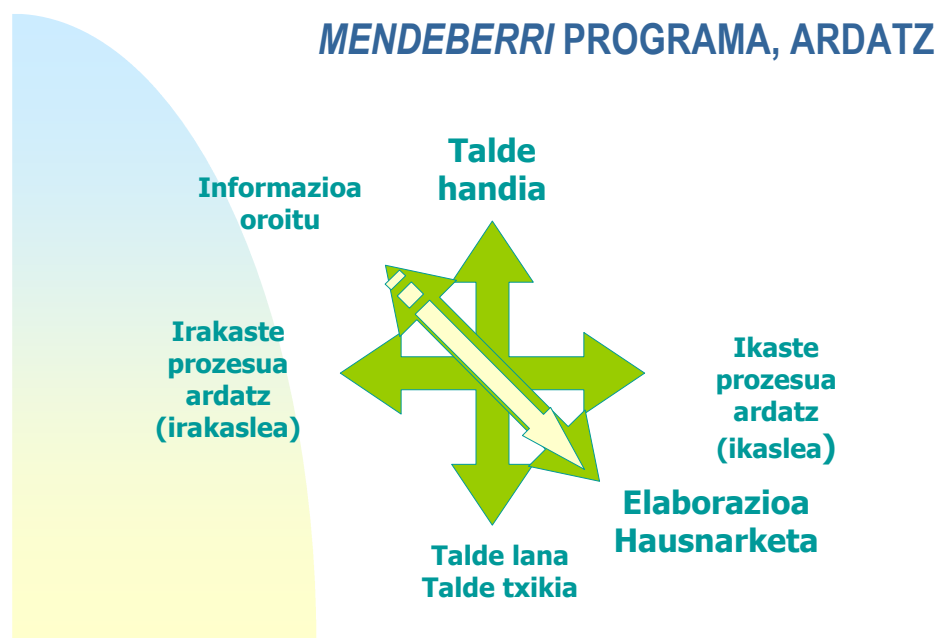 MENDEBERRI PROGRAMA, ARDATZ
Talde
handia
Informazioa
oroitu
Irakaste
prozesua
ardatz
(irakaslea)
Ikaste
prozesua
ardatz
(ikaslea)
Elaborazioa
Hausnarketa
Talde lana
Talde txikia